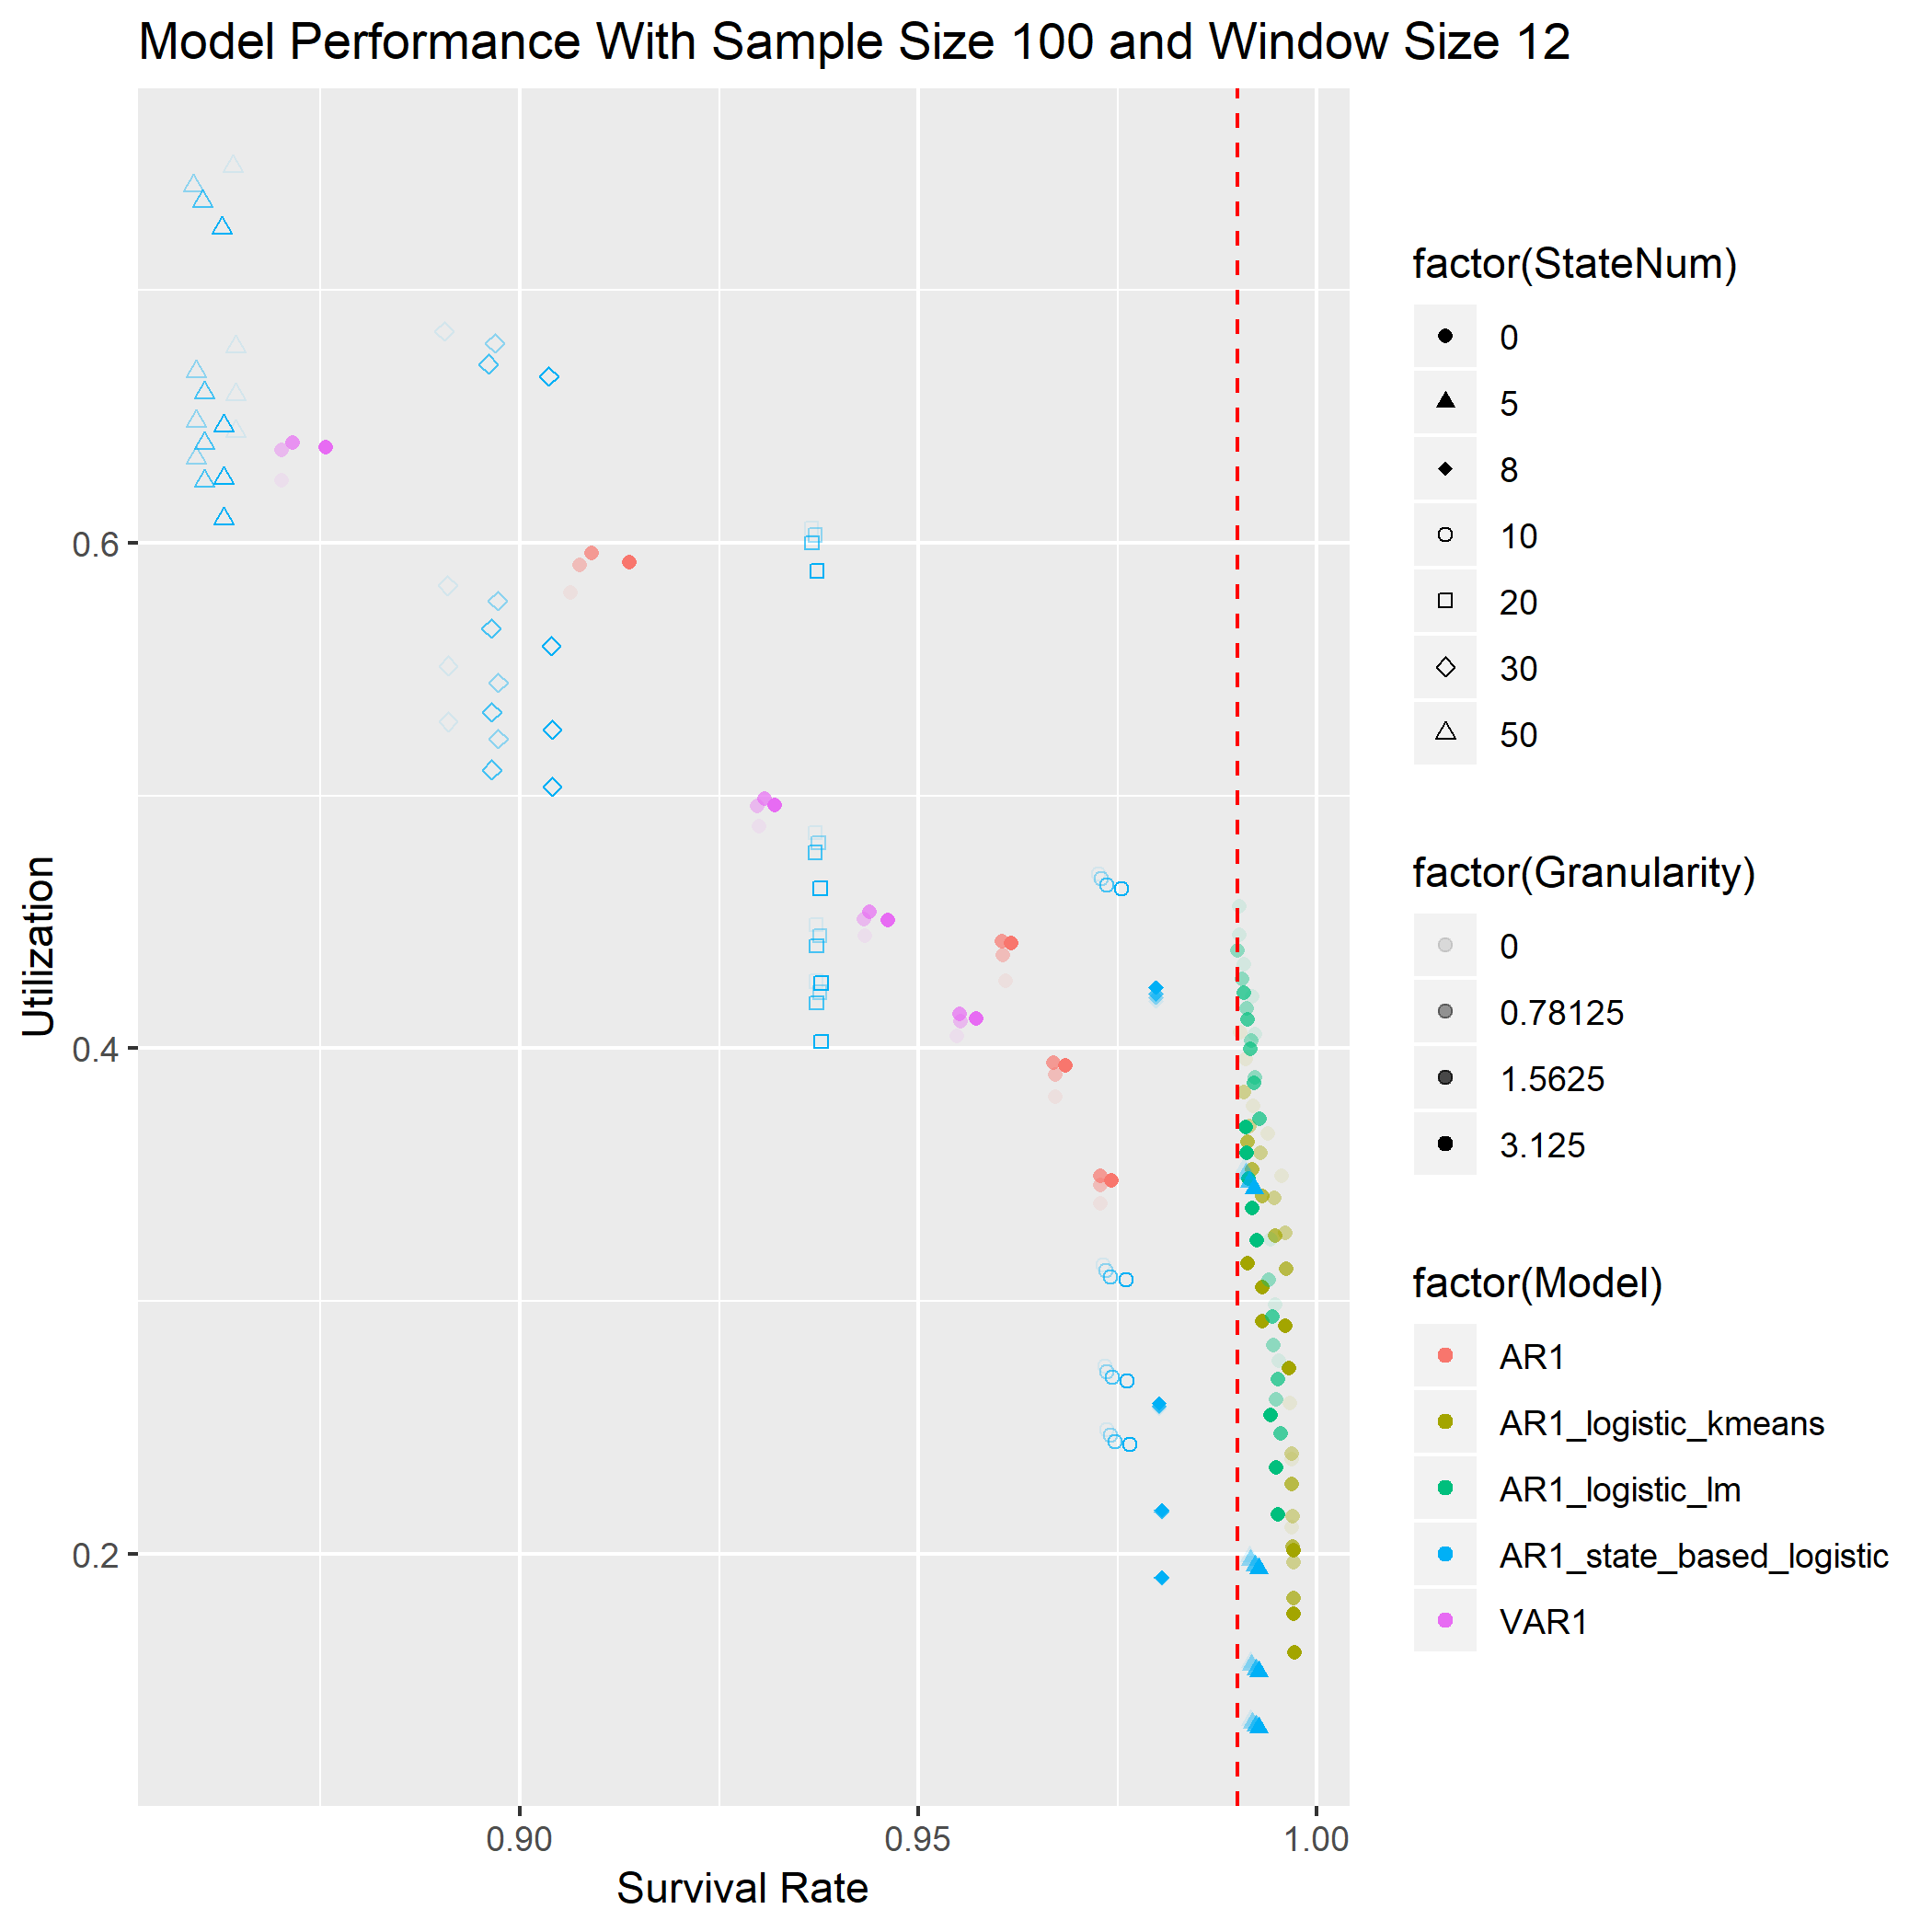 Model Performance With Sample Size 100 and Window Size 12
Utilization
0.6
0.4
0.2
0.90
0.95
1.00
Survival Rate
factor(StateNum)
0
5
8
10
20
30
50
factor(Granularity)
0
0.78125
1.5625
3.125
factor(Model)
AR1
AR1_logistic_kmeans
AR1_logistic_lm
AR1_state_based_logistic
VAR1